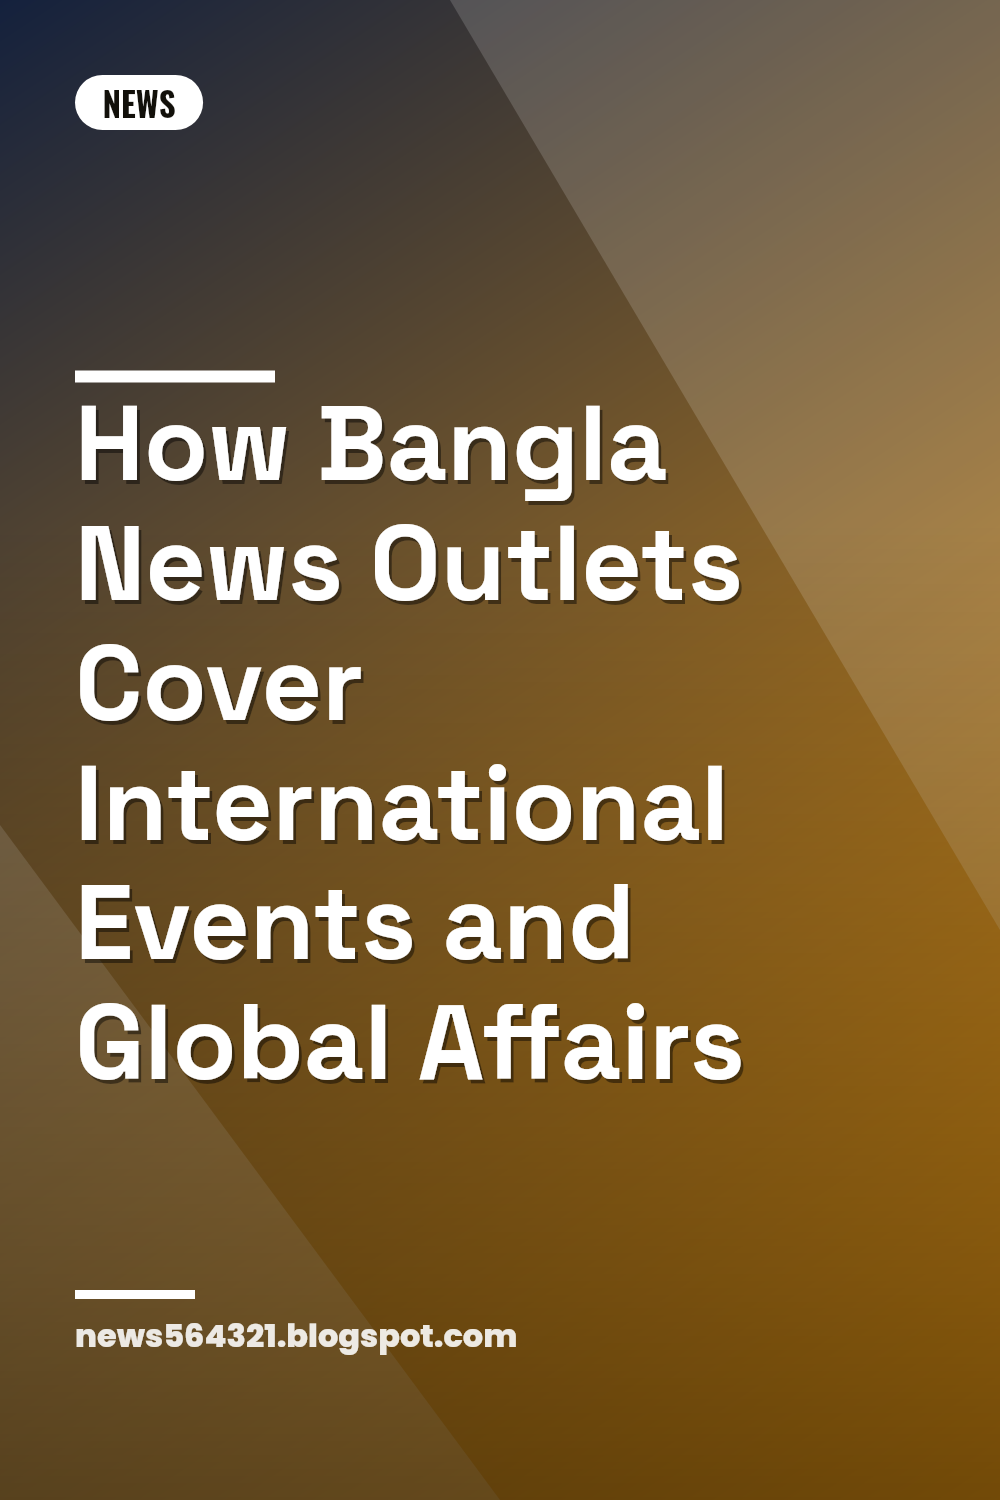 NEWS
How Bangla
News Outlets
Cover
International
Events and
Global Affairs
news564321.blogspot.com